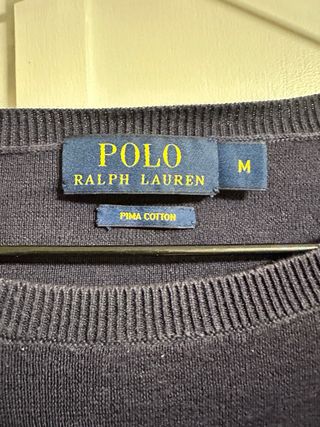 POLO
RALPH LAUREN
M
PIMA COTTON